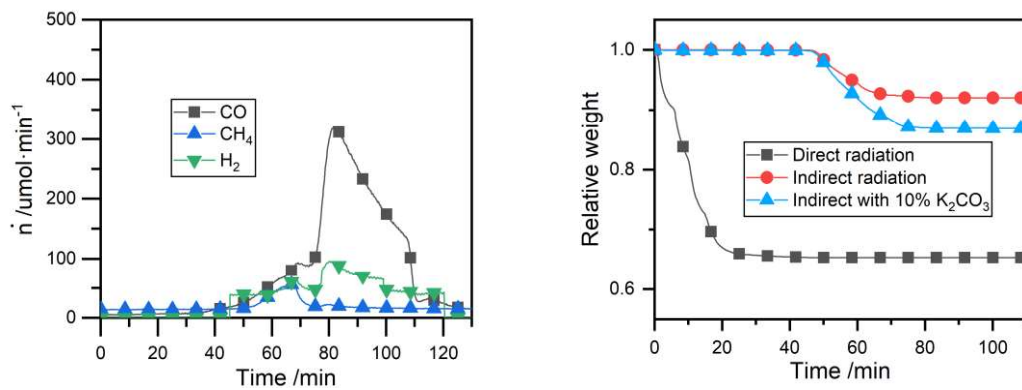 500
400
300
200
100
0
ṅ /umol·min⁻¹
CO
CH₄
H₂
0 20 40 60 80 100 120
Time /min
1.0
0.8
0.6
Relative weight
Direct radiation
Indirect radiation
Indirect with 10% K₂CO₃
0 20 40 60 80 100
Time /min